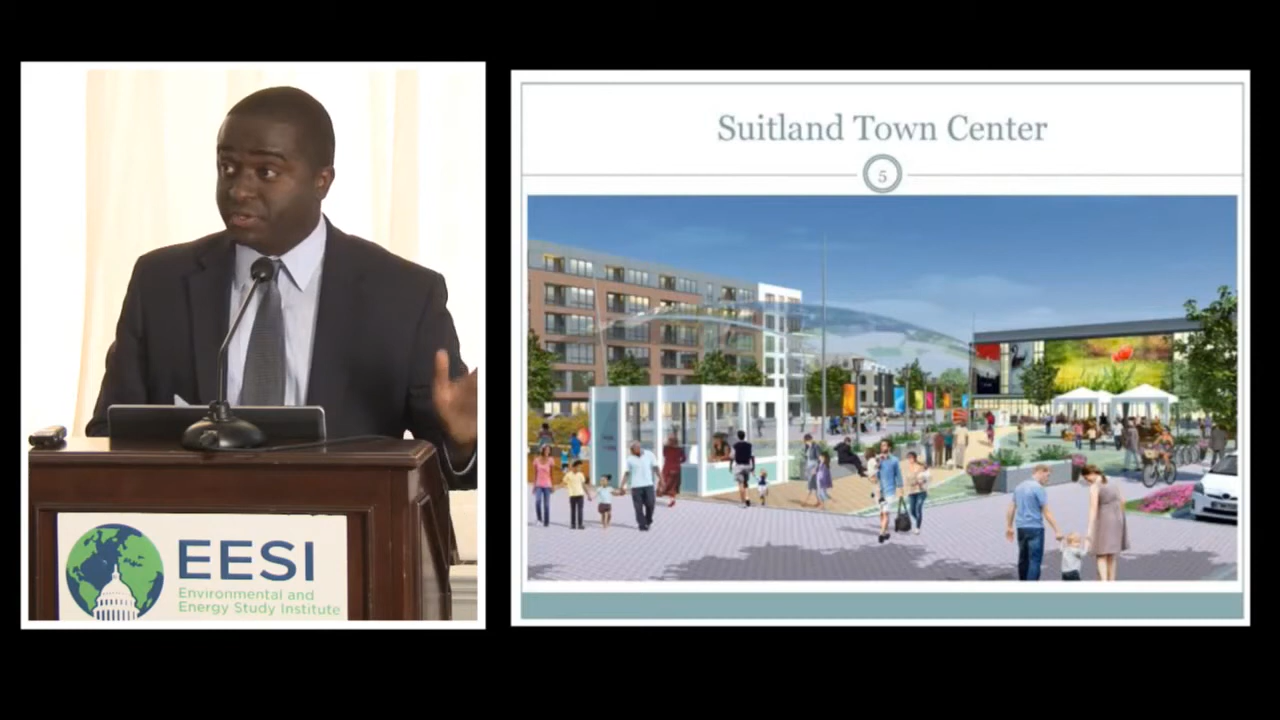 EESI
Environmental and
Energy Study Institute
Suitland Town Center
5